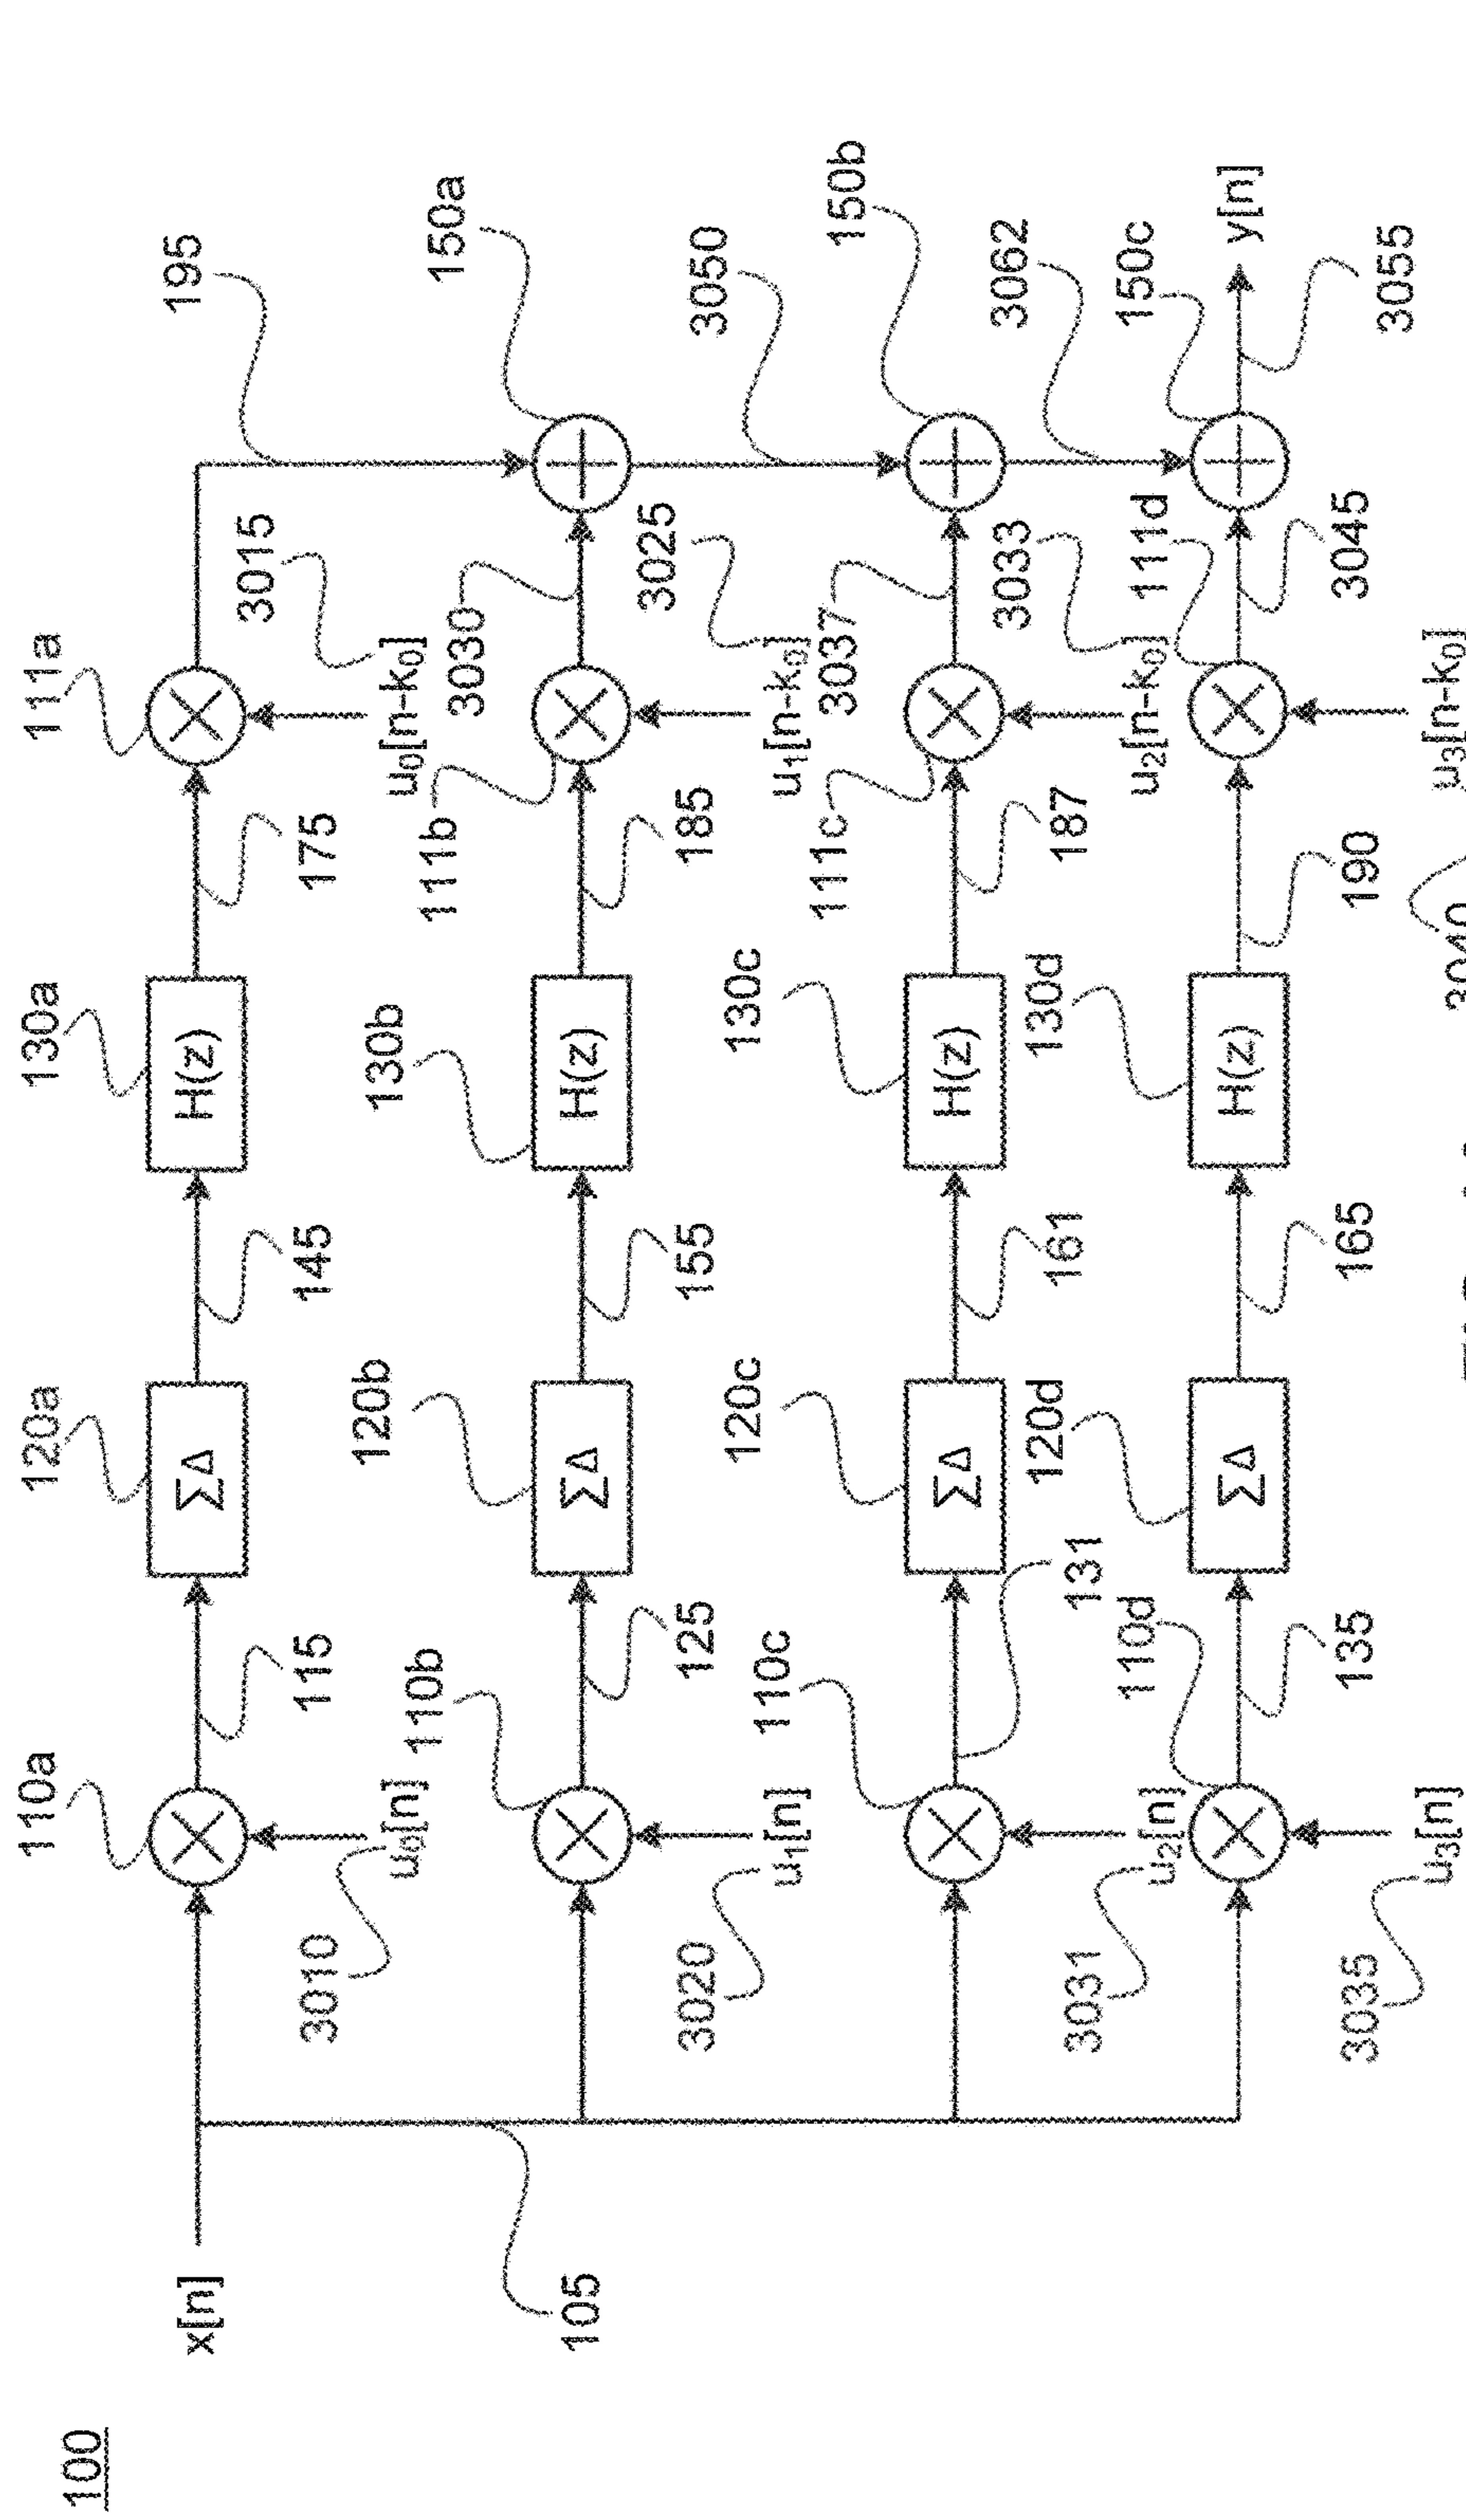 100
x[n]
105
110a
115
120a
145
130a
175
111a
195
ΣΔ
H(z)
3010
u₀[n]
u₀[n-k₀]
3015
110b
125
120b
155
130b
185
111b
3030
150a
ΣΔ
H(z)
3020
u₁[n]
u₁[n-k₀]
3025
3050
110c
131
120c
161
130c
187
111c
3037
150b
ΣΔ
H(z)
3031
u₂[n]
u₂[n-k₀]
3033
3062
110d
135
120d
165
130d
190
111d
3045
150c
y[n]
3055
ΣΔ
H(z)
3035
u₃[n]
3040
u₃[n-k₀]